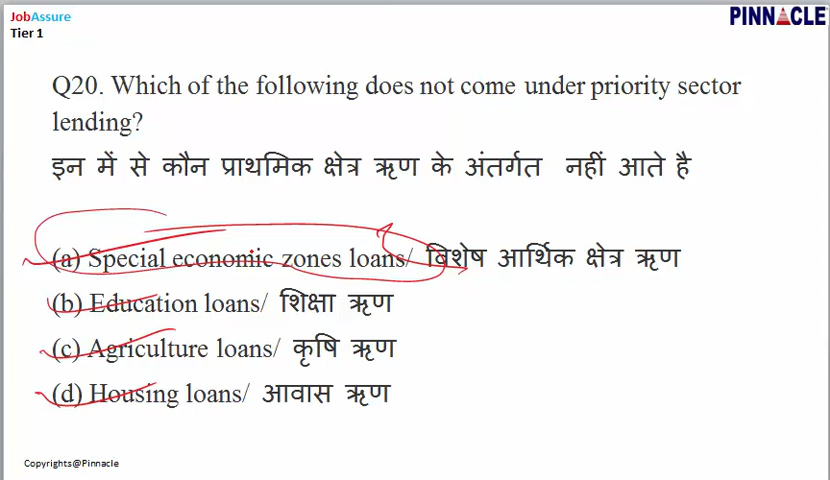 JobAssure
Tier 1
PINNACLE
Q20. Which of the following does not come under priority sector
lending?
इन में से कौन प्राथमिक क्षेत्र ऋण के अंतर्गत नहीं आते है
(a) Special economic zones loans/ विशेष आर्थिक क्षेत्र ऋण
(b) Education loans/ शिक्षा ऋण
(c) Agriculture loans/ कृषि ऋण
(d) Housing loans/ आवास ऋण
Copyrights@Pinnacle